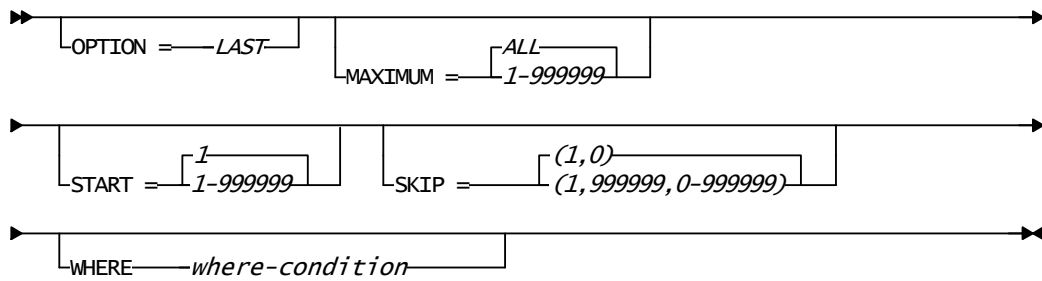 OPTION = LAST
ALL
MAXIMUM = 1-999999
1
START = 1-999999
(1,0)
SKIP = (1,999999,0-999999)
WHERE where-condition